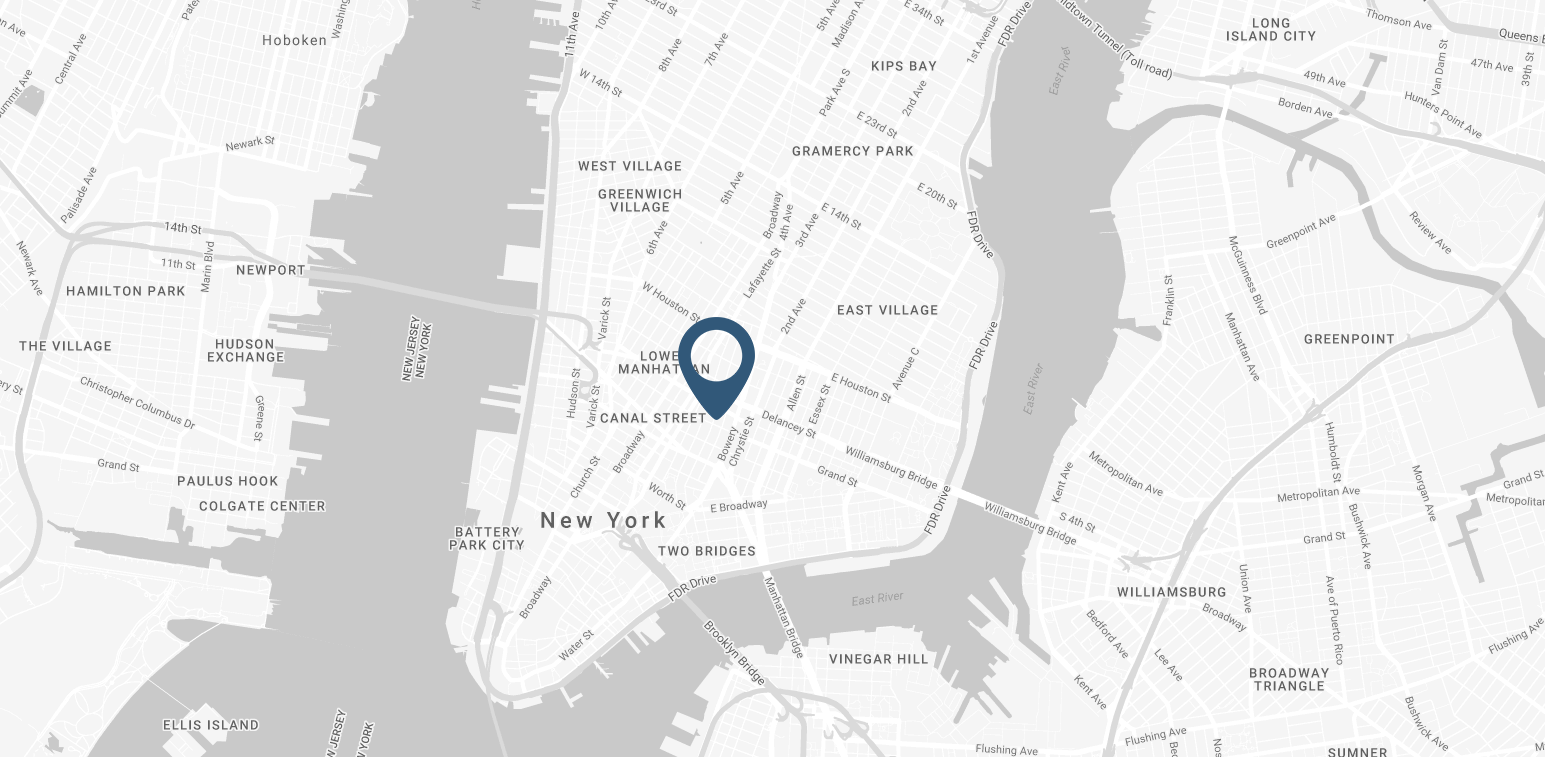 Hoboken
Central Ave
11th Ave
10th Av
23rd St
8th Ave
7th Ave
5th Ave
Madison A
E 34th St
1st Avenue
FDR Drive
idtown Tunnel (Toll road)
LONG
ISLAND CITY
Thomson Ave
Queens B
47th Ave
Van Dam St
39th St
49th Ave
Hunters Point Ave
Borden Ave
ummit Ave
W 14th St
KIPS BAY
Park Ave S
2nd Ave
East River
E 23rd St
Newark St
GRAMERCY PARK
WEST VILLAGE
GREENWICH
VILLAGE
Palisade Ave
5th Ave
Broadway
4th Ave
3rd Ave
E 14th St
E 20th St
FDR Drive
6th Ave
14th St
11th St
Marin Blvd
NEWPORT
Newark Ave
HAMILTON PARK
Lafayette St
W Houston St
2nd Ave
EAST VILLAGE
Greenpoint Ave
Review Ave
McGuinness Blvd
Franklin St
Manhattan Ave
GREENPOINT
THE VILLAGE
HUDSON
EXCHANGE
NEW JERSEY
NEW YORK
Varick St
LOWE
MANHATTAN
FDR Drive
East River
Avenue C
E Houston St
Allen St
Essex St
Hudson St
Varick St
CANAL STREET
ery St
Christopher Columbus Dr
Greene St
Delancey St
Bowery
Chrystie St
Broadway
Church St
Williamsburg Bridge
Grand St
Grand St
PAULUS HOOK
COLGATE CENTER
Worth St
E Broadway
FDR Drive
Kent Ave
Metropolitan Ave
Williamsburg Bridge
S 4th St
Humboldt St
Morgan Ave
Metropolitan Ave
Grand St
Metropolitan
Bushwick Ave
Grand St
New York
BATTERY
PARK CITY
TWO BRIDGES
FDR Drive
Broadway
Water St
Manhattan Bridge
Brooklyn Bridge
East River
VINEGAR HILL
WILLIAMSBURG
Union Ave
Broadway
Ave of Puerto Rico
Bedford Ave
Lee Ave
Kent Ave
Flushing Ave
BROADWAY
TRIANGLE
Bushwick Ave
ELLIS ISLAND
W JERSEY
YORK
Flushing Ave
Flushing Ave
Bec
Nos
SUMNER